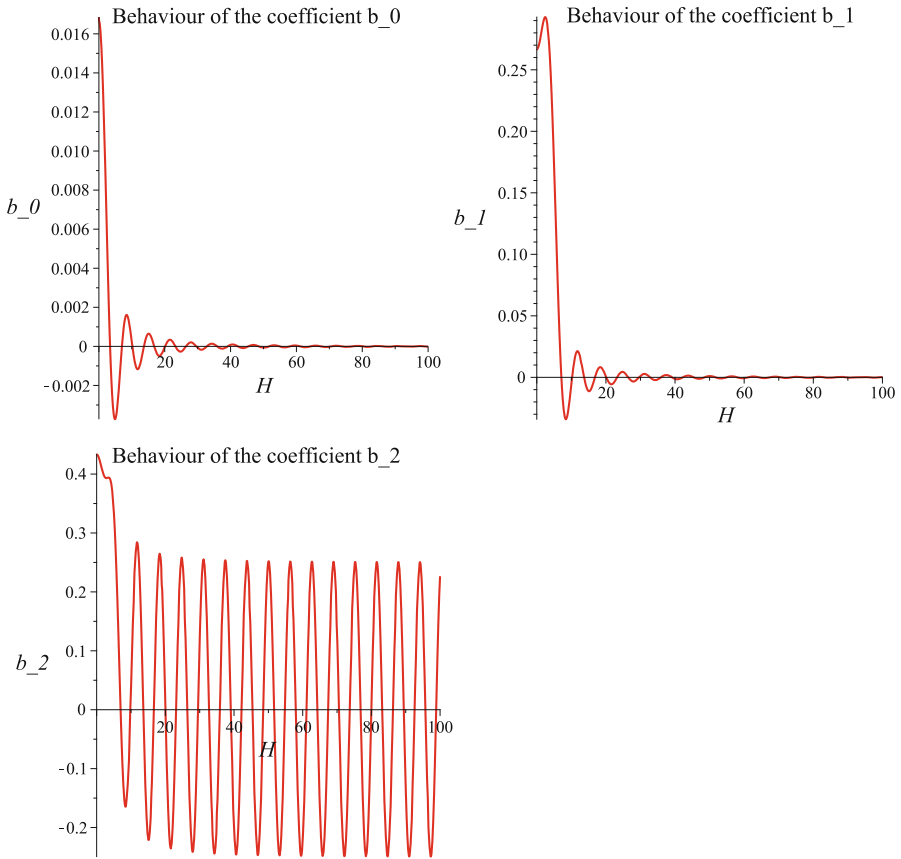 Behaviour of the coefficient b_0
0.016
0.014
0.012
0.010
0.008
0.006
0.004
0.002
0
-0.002
b_0
20 40 60 80 100
H
Behaviour of the coefficient b_1
0.25
0.20
0.15
0.10
0.05
0
b_1
20 40 60 80 100
H
Behaviour of the coefficient b_2
0.4
0.3
0.2
0.1
0
-0.1
-0.2
b_2
20 40 60 80 100
H